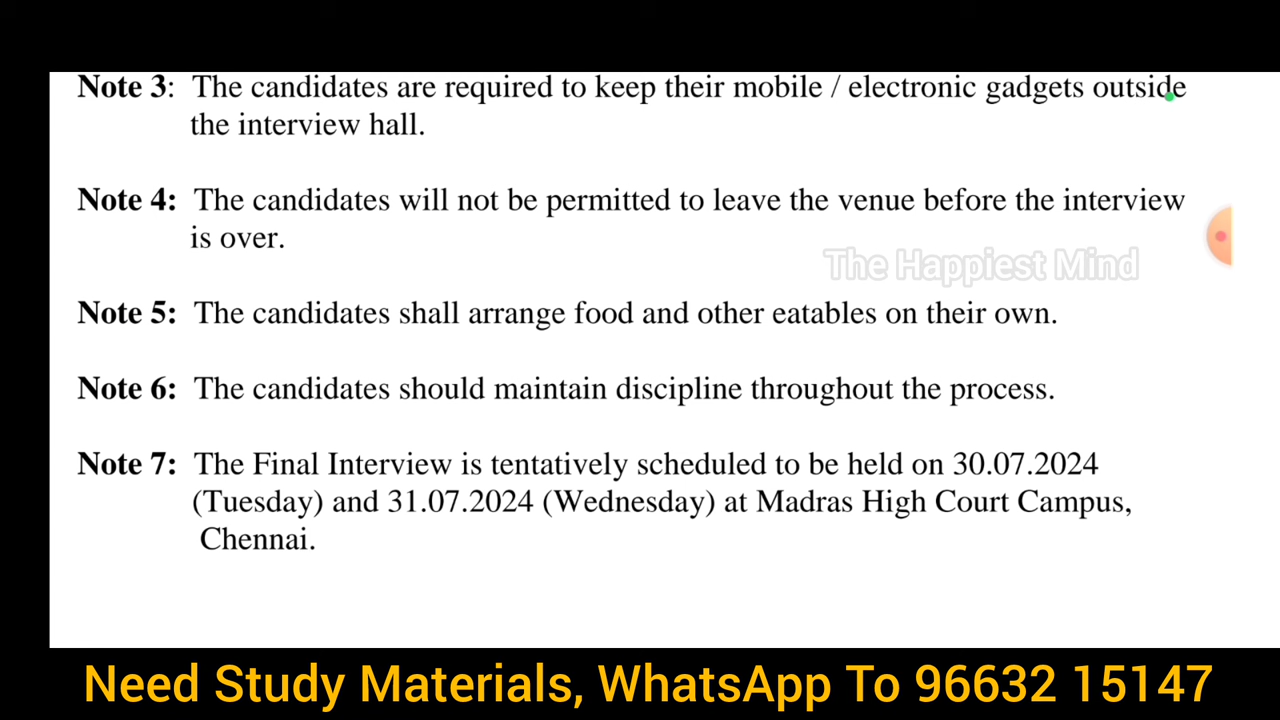 Note 3: The candidates are required to keep their mobile / electronic gadgets outside
the interview hall.
Note 4: The candidates will not be permitted to leave the venue before the interview
is over.
The Happiest Mind
Note 5: The candidates shall arrange food and other eatables on their own.
Note 6: The candidates should maintain discipline throughout the process.
Note 7: The Final Interview is tentatively scheduled to be held on 30.07.2024
(Tuesday) and 31.07.2024 (Wednesday) at Madras High Court Campus,
Chennai.
Need Study Materials, WhatsApp To 96632 15147